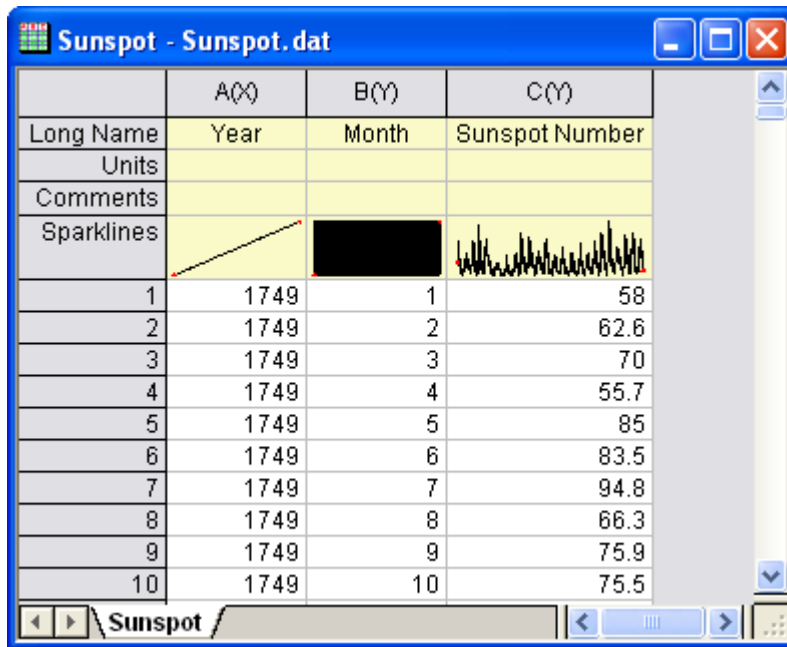 Sunspot - Sunspot.dat
A(X) B(Y) C(Y)
Long Name Year Month Sunspot Number
Units
Comments
Sparklines
1 1749 1 58
2 1749 2 62.6
3 1749 3 70
4 1749 4 55.7
5 1749 5 85
6 1749 6 83.5
7 1749 7 94.8
8 1749 8 66.3
9 1749 9 75.9
10 1749 10 75.5
Sunspot